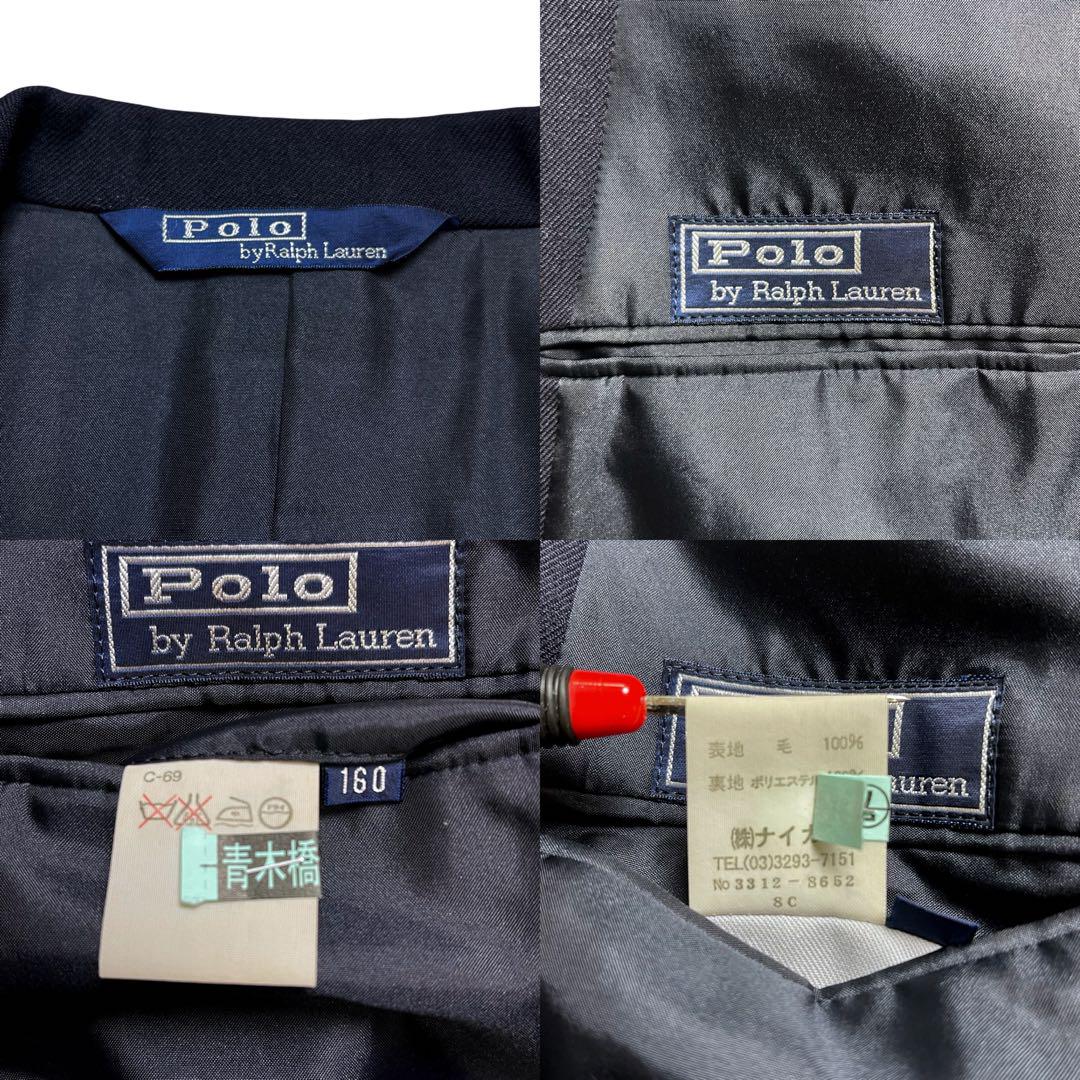 Polo
by Ralph Lauren
Polo
by Ralph Lauren
Polo
by Ralph Lauren
C-69
160
青木橋
表地 毛 100%
裏地 ポリエステル 100%
(株)ナイガ
TEL(03)3293-7151
No 3312-8652
8C
auren